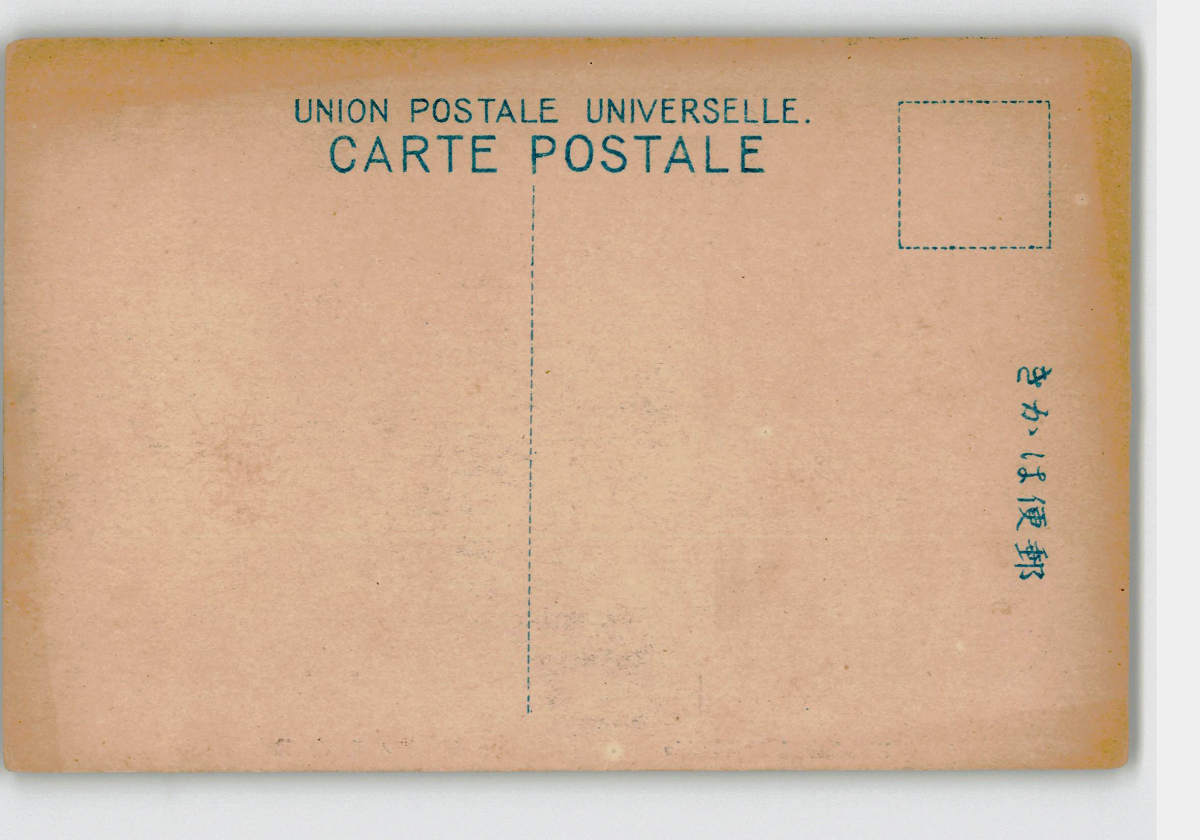 UNION POSTALE UNIVERSELLE.
CARTE POSTALE
きかは便郵